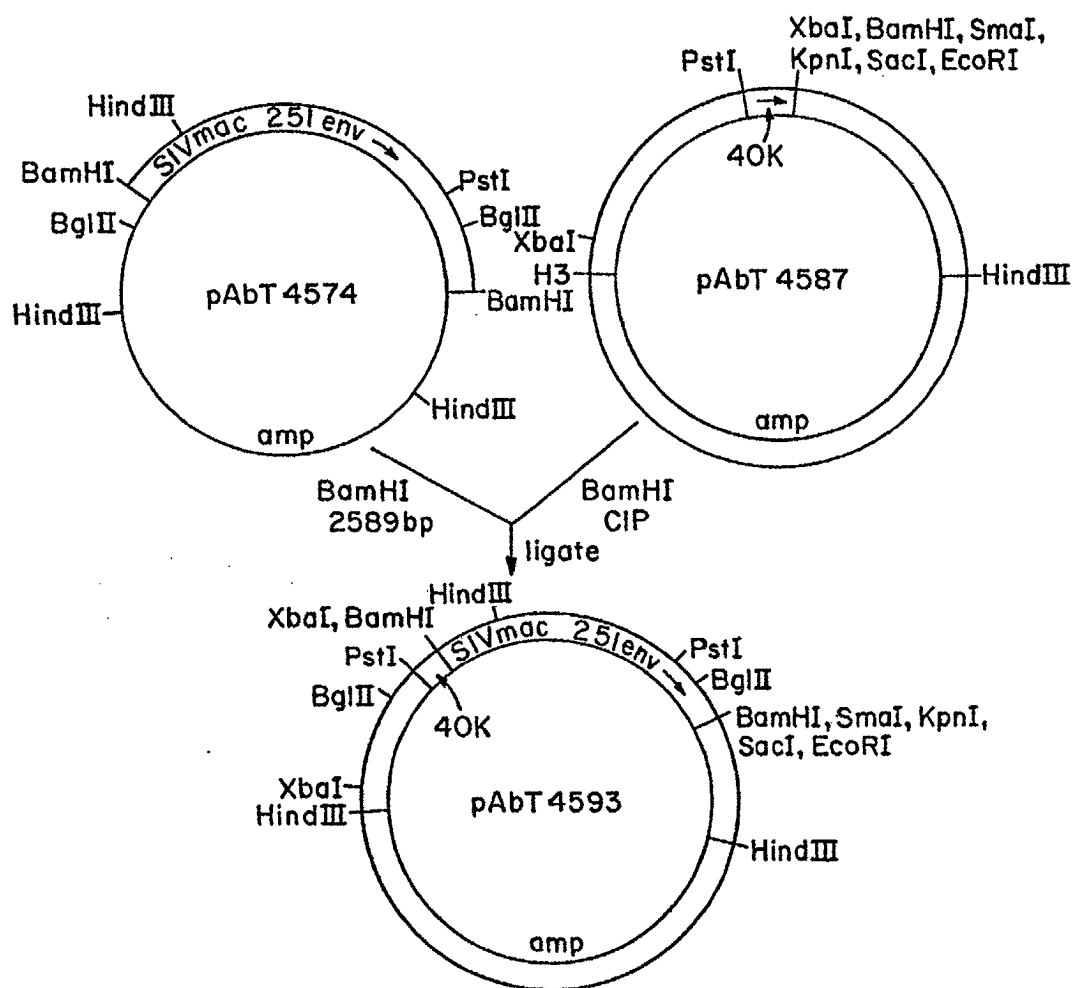 XbaI, BamHI, SmaI,
KpnI, SacI, EcoRI
PstI
40K
HindIII
SIVmac 251 env →
BamHI
BglII
PstI
BglII
HindIII
pAbT 4574
BamHI
HindIII
amp
XbaI
H3
pAbT 4587
HindIII
amp
BamHI
2589bp
BamHI
CIP
ligate
HindIII
XbaI, BamHI
SIVmac 251 env →
PstI
BglII
40K
PstI
BglII
BamHI, SmaI, KpnI,
SacI, EcoRI
XbaI
HindIII
pAbT 4593
HindIII
amp